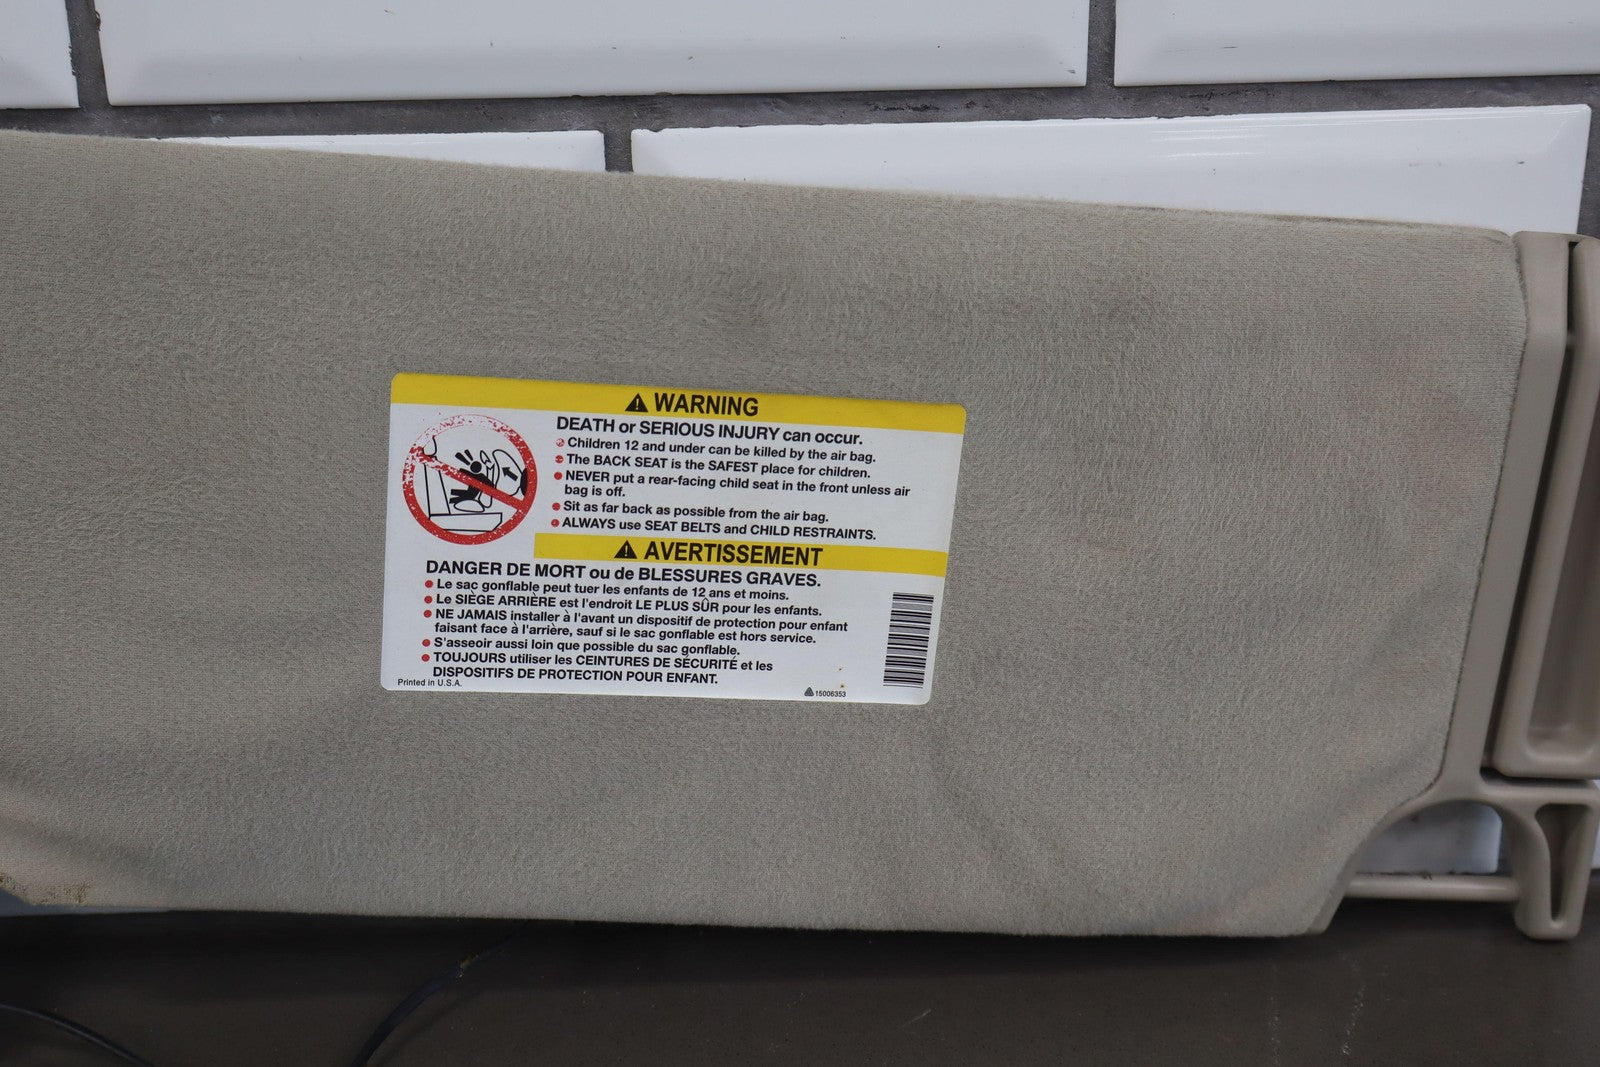 ⚠ WARNING
DEATH or SERIOUS INJURY can occur.
• Children 12 and under can be killed by the air bag.
• The BACK SEAT is the SAFEST place for children.
• NEVER put a rear-facing child seat in the front unless air
bag is off.
• Sit as far back as possible from the air bag.
• ALWAYS use SEAT BELTS and CHILD RESTRAINTS.
⚠ AVERTISSEMENT
DANGER DE MORT ou de BLESSURES GRAVES.
• Le sac gonflable peut tuer les enfants de 12 ans et moins.
• Le SIÈGE ARRIÈRE est l'endroit LE PLUS SÛR pour les enfants.
• NE JAMAIS installer à l'avant un dispositif de protection pour enfant
faisant face à l'arrière, sauf si le sac gonflable est hors service.
• S'asseoir aussi loin que possible du sac gonflable.
• TOUJOURS utiliser les CEINTURES DE SÉCURITÉ et les
DISPOSITIFS DE PROTECTION POUR ENFANT.
Printed in U.S.A.
15006353